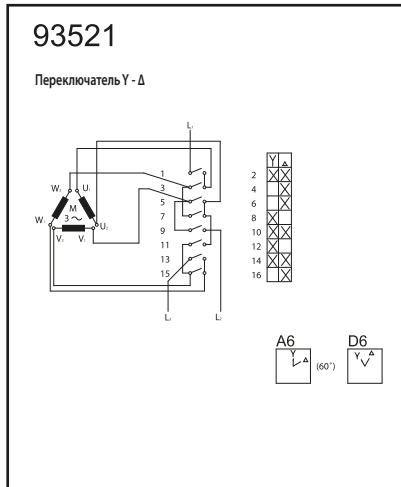 93521
Переключатель Y - Δ
L₁
Y Δ
1 2 X X
3 4 X
5 6 X
7 8 X
9 10 X X
11 12 X
13 14 X X
15 16 X
W₁ U₁
M
3 ~
W₂ U₂
V₂ V₁
L₃ L₂
A6 D6
Y Δ (60°) Y Δ